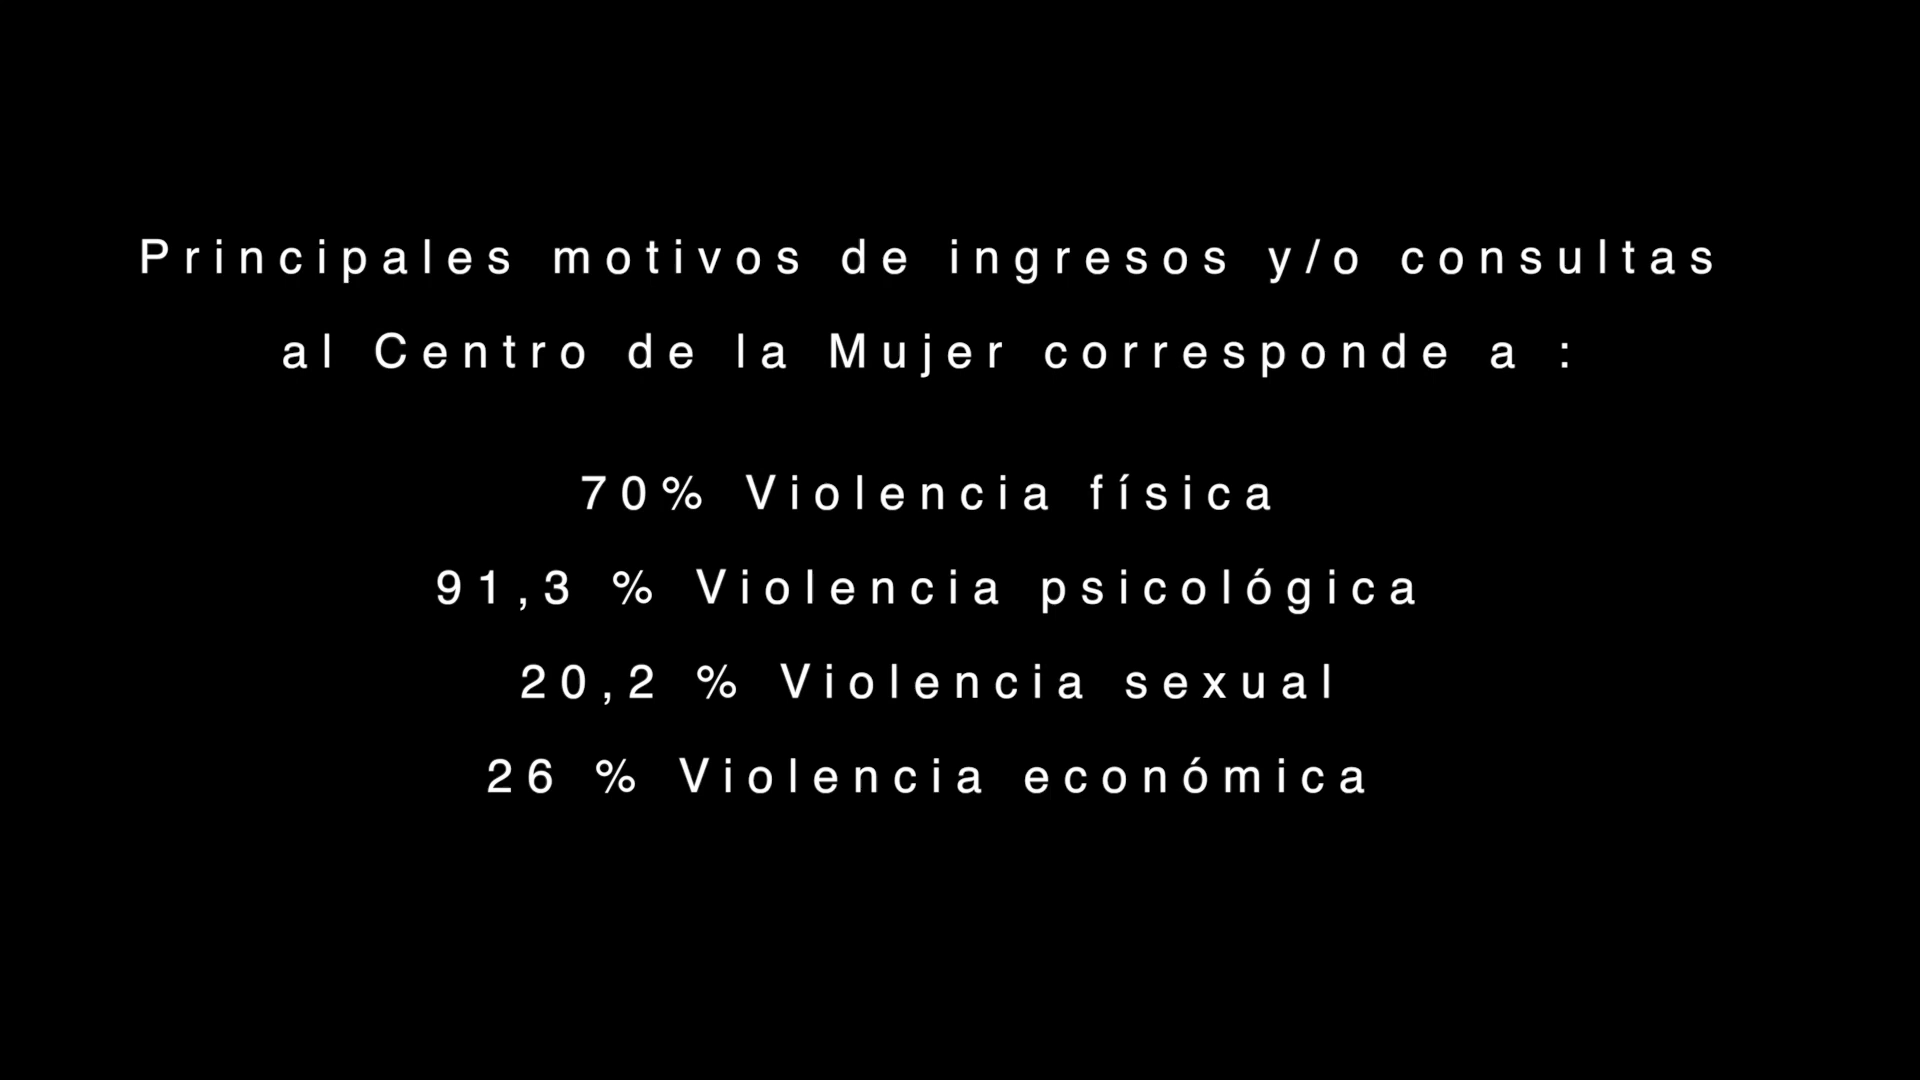 Principales motivos de ingresos y/o consultas
al Centro de la Mujer corresponde a :
70% Violencia física
91,3 % Violencia psicológica
20,2 % Violencia sexual
26 % Violencia económica